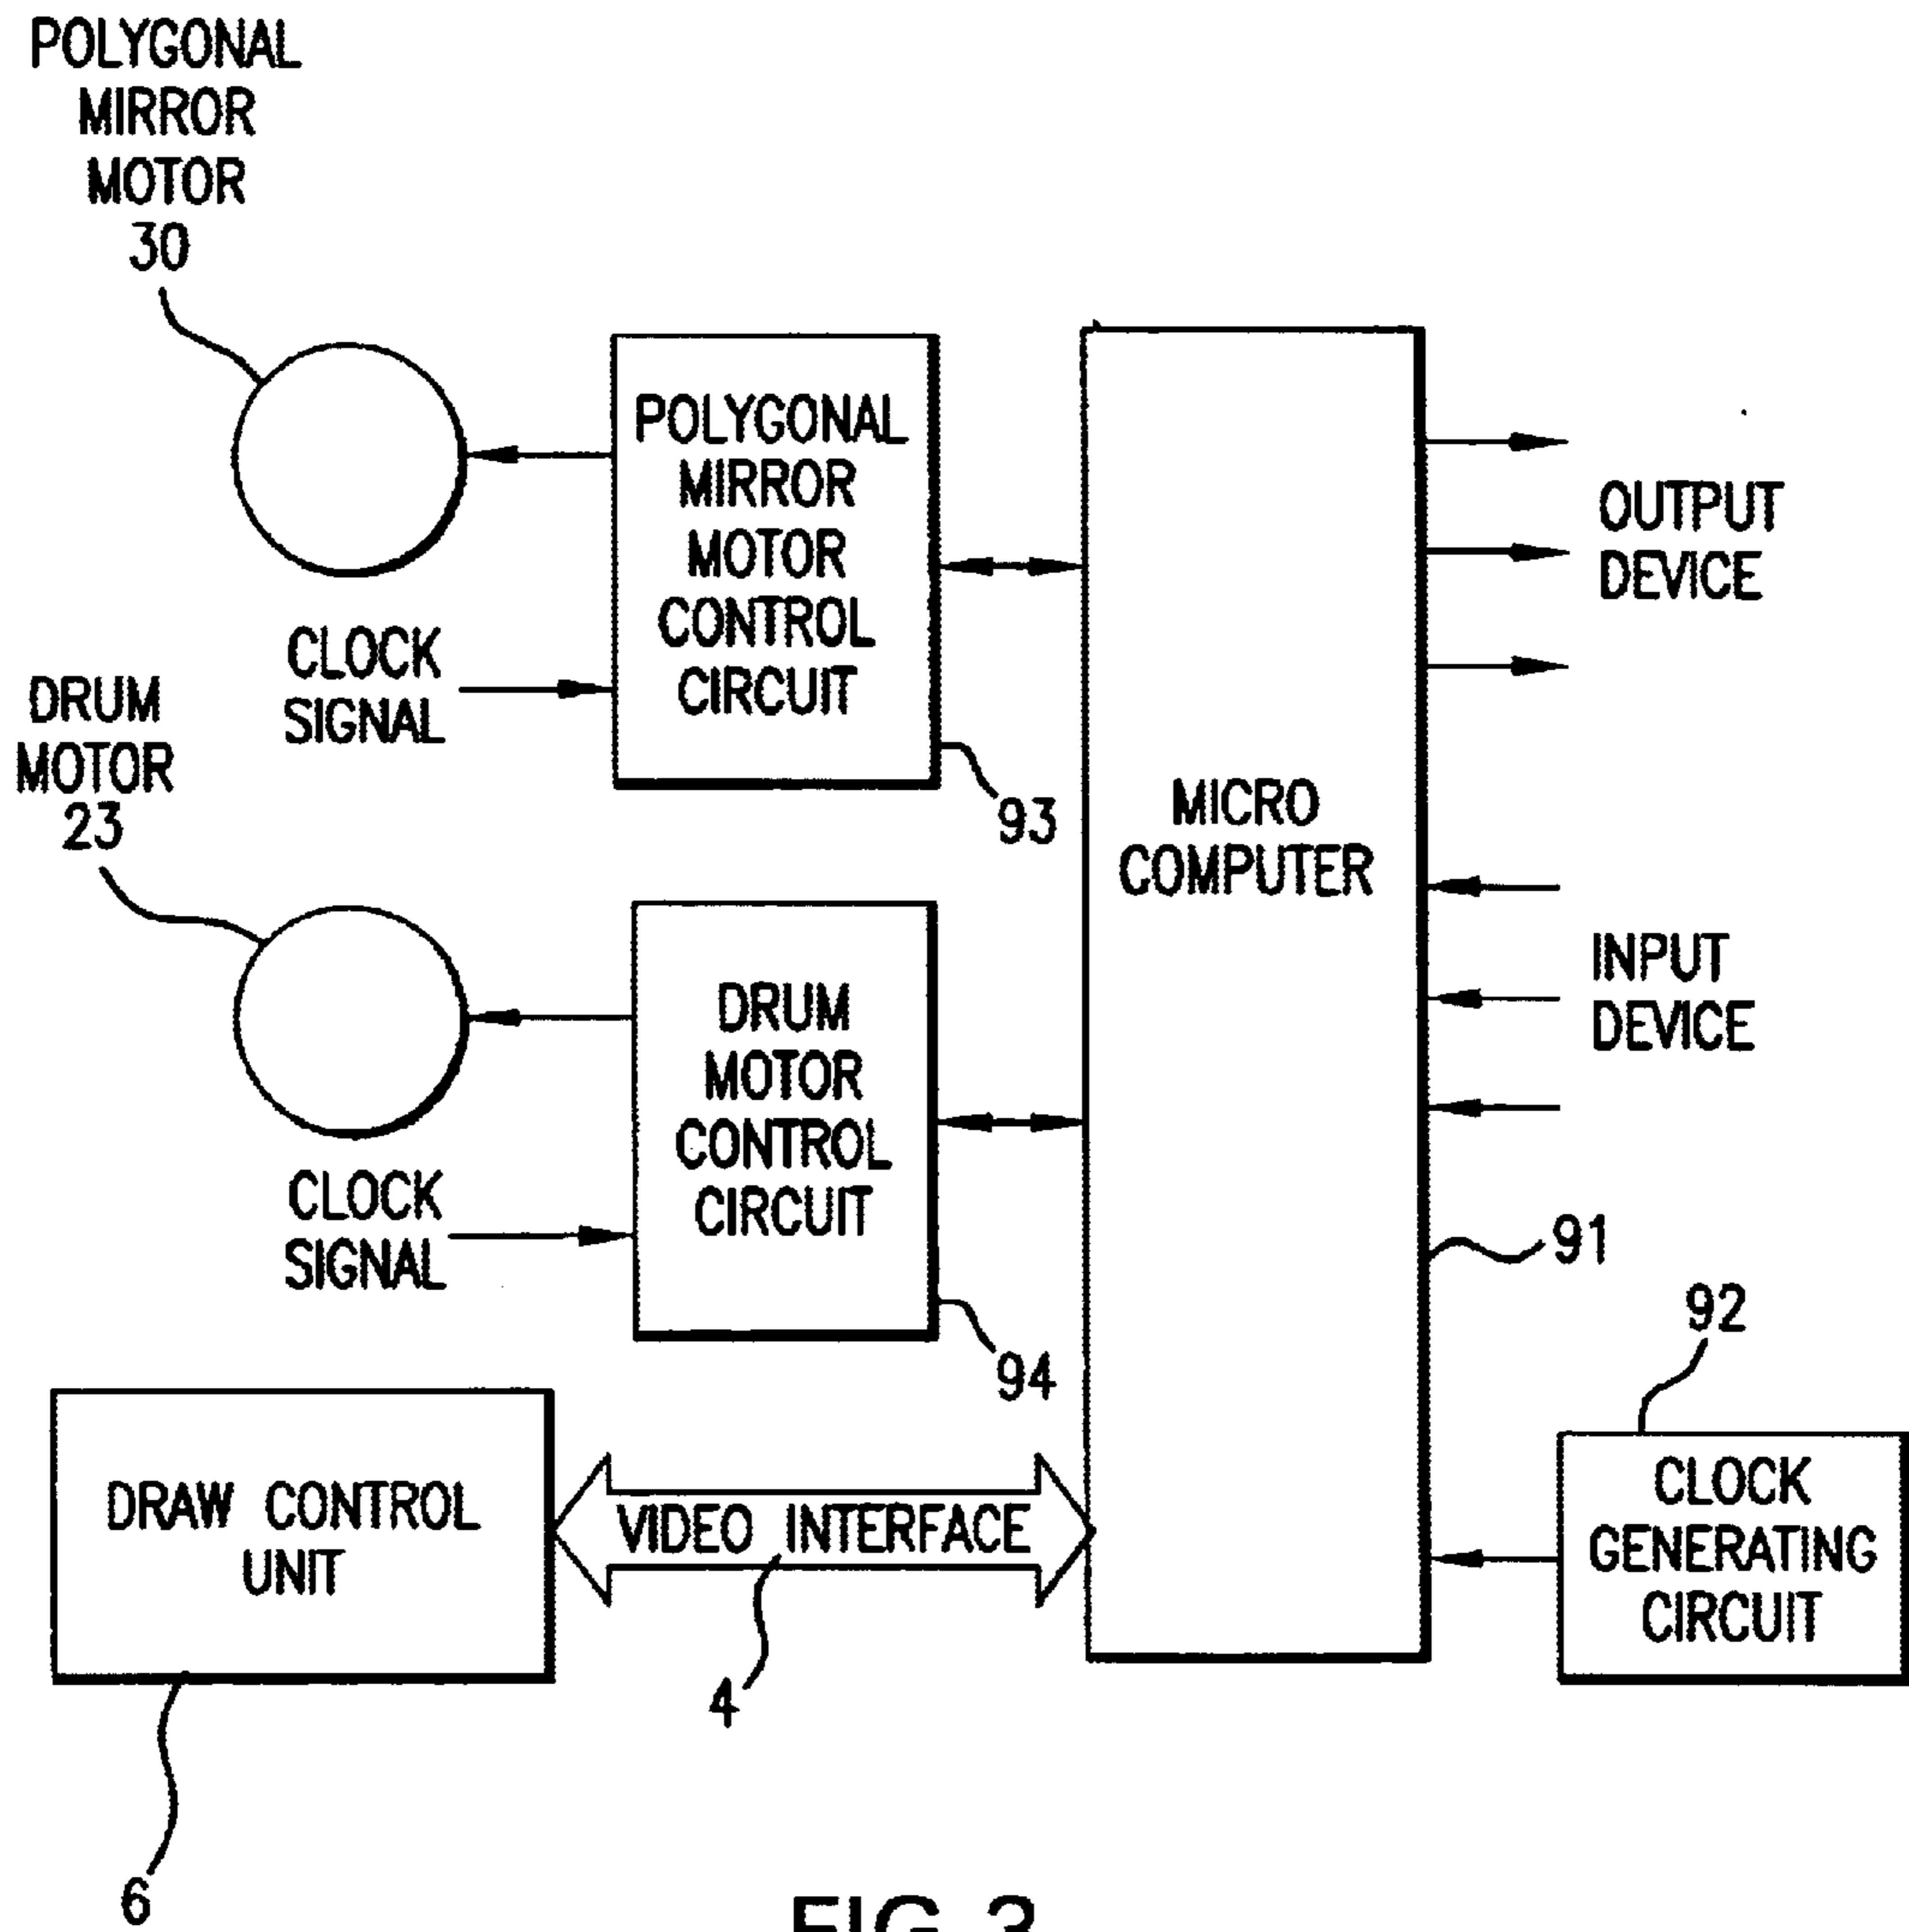 POLYGONAL
MIRROR
MOTOR
30
POLYGONAL
MIRROR
MOTOR
CONTROL
CIRCUIT
93
CLOCK
SIGNAL
DRUM
MOTOR
23
DRUM
MOTOR
CONTROL
CIRCUIT
94
CLOCK
SIGNAL
MICRO
COMPUTER
91
OUTPUT
DEVICE
INPUT
DEVICE
92
CLOCK
GENERATING
CIRCUIT
DRAW CONTROL
UNIT
6
VIDEO INTERFACE
4
FIG. 3